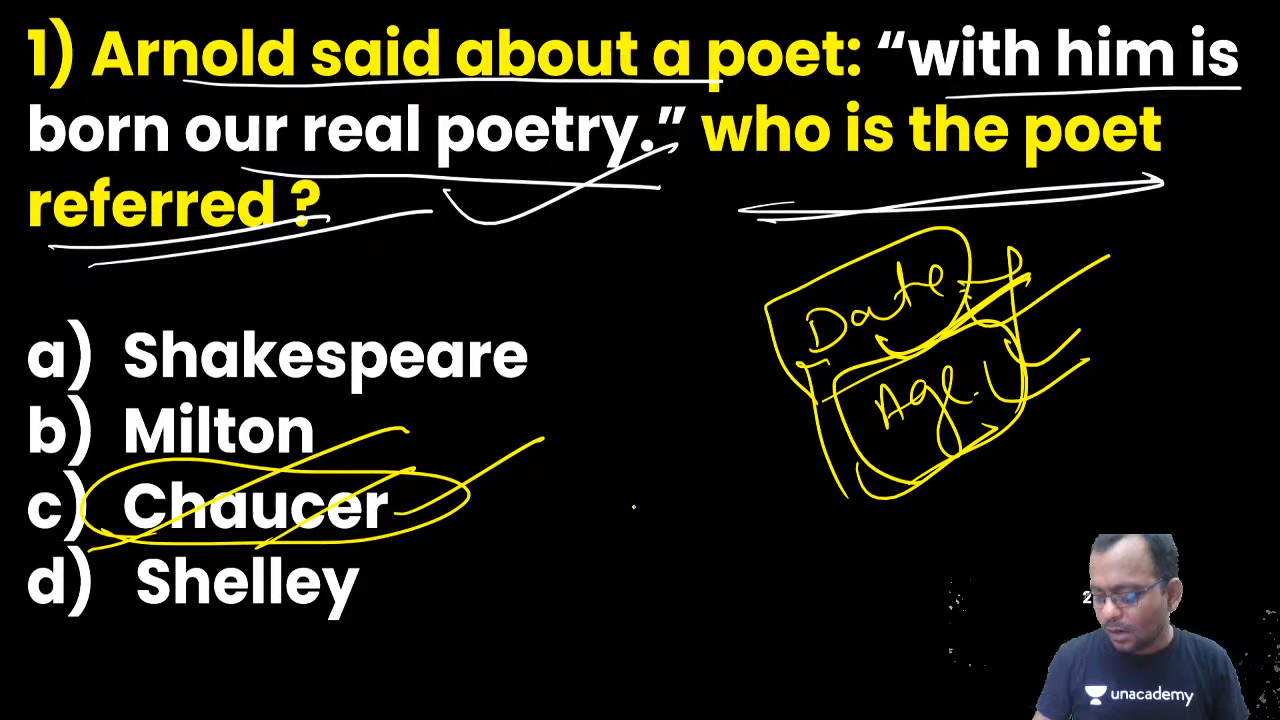 1) Arnold said about a poet: “with him is
born our real poetry.” who is the poet
referred ?
Date
Age
a) Shakespeare
b) Milton
c) Chaucer
d) Shelley
2
unacademy